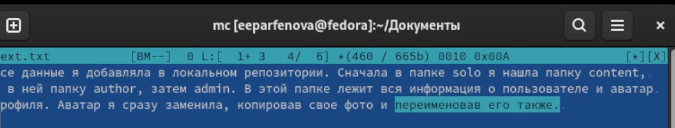 mc [eeparfenova@fedora]:~/Документы
ext.txt [BM--] 0 L:[ 1+ 3 4/ 6] *(460 / 665b) 0010 0x00A [*][X]
се данные я добавляла в локальном репозитории. Сначала в папке solo я нашла папку content,
в ней папку author, затем admin. В этой папке лежит вся информация о пользователе и аватар
рофиля. Аватар я сразу заменила, копировав свое фото и переименовав его также.